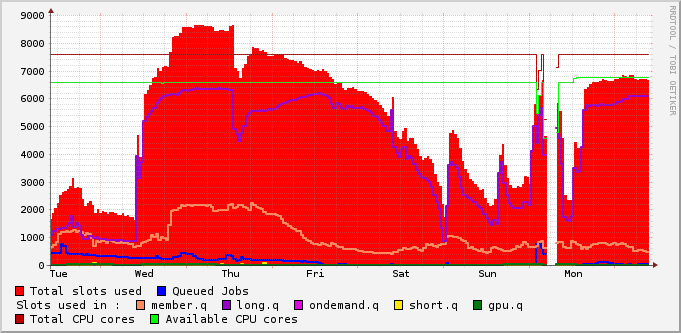 9000
8000
7000
6000
5000
4000
3000
2000
1000
0
Tue Wed Thu Fri Sat Sun Mon
RRDTOOL / TOBI OETIKER
Total slots used Queued Jobs
Slots used in : member.q long.q ondemand.q short.q gpu.q
Total CPU cores Available CPU cores